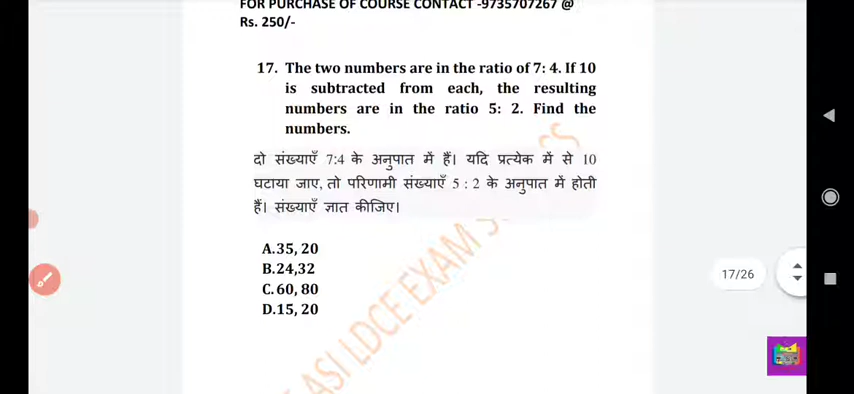 FOR PURCHASE OF COURSE CONTACT -9735707267 @
Rs. 250/-
17. The two numbers are in the ratio of 7: 4. If 10
is subtracted from each, the resulting
numbers are in the ratio 5: 2. Find the
numbers.
दो संख्याएँ 7:4 के अनुपात में हैं। यदि प्रत्येक में से 10
घटाया जाए, तो परिणामी संख्याएँ 5 : 2 के अनुपात में होती
हैं। संख्याएँ ज्ञात कीजिए।
A.35, 20
B.24,32
C. 60, 80
D.15, 20
17/26
ASI LDCE EXAM